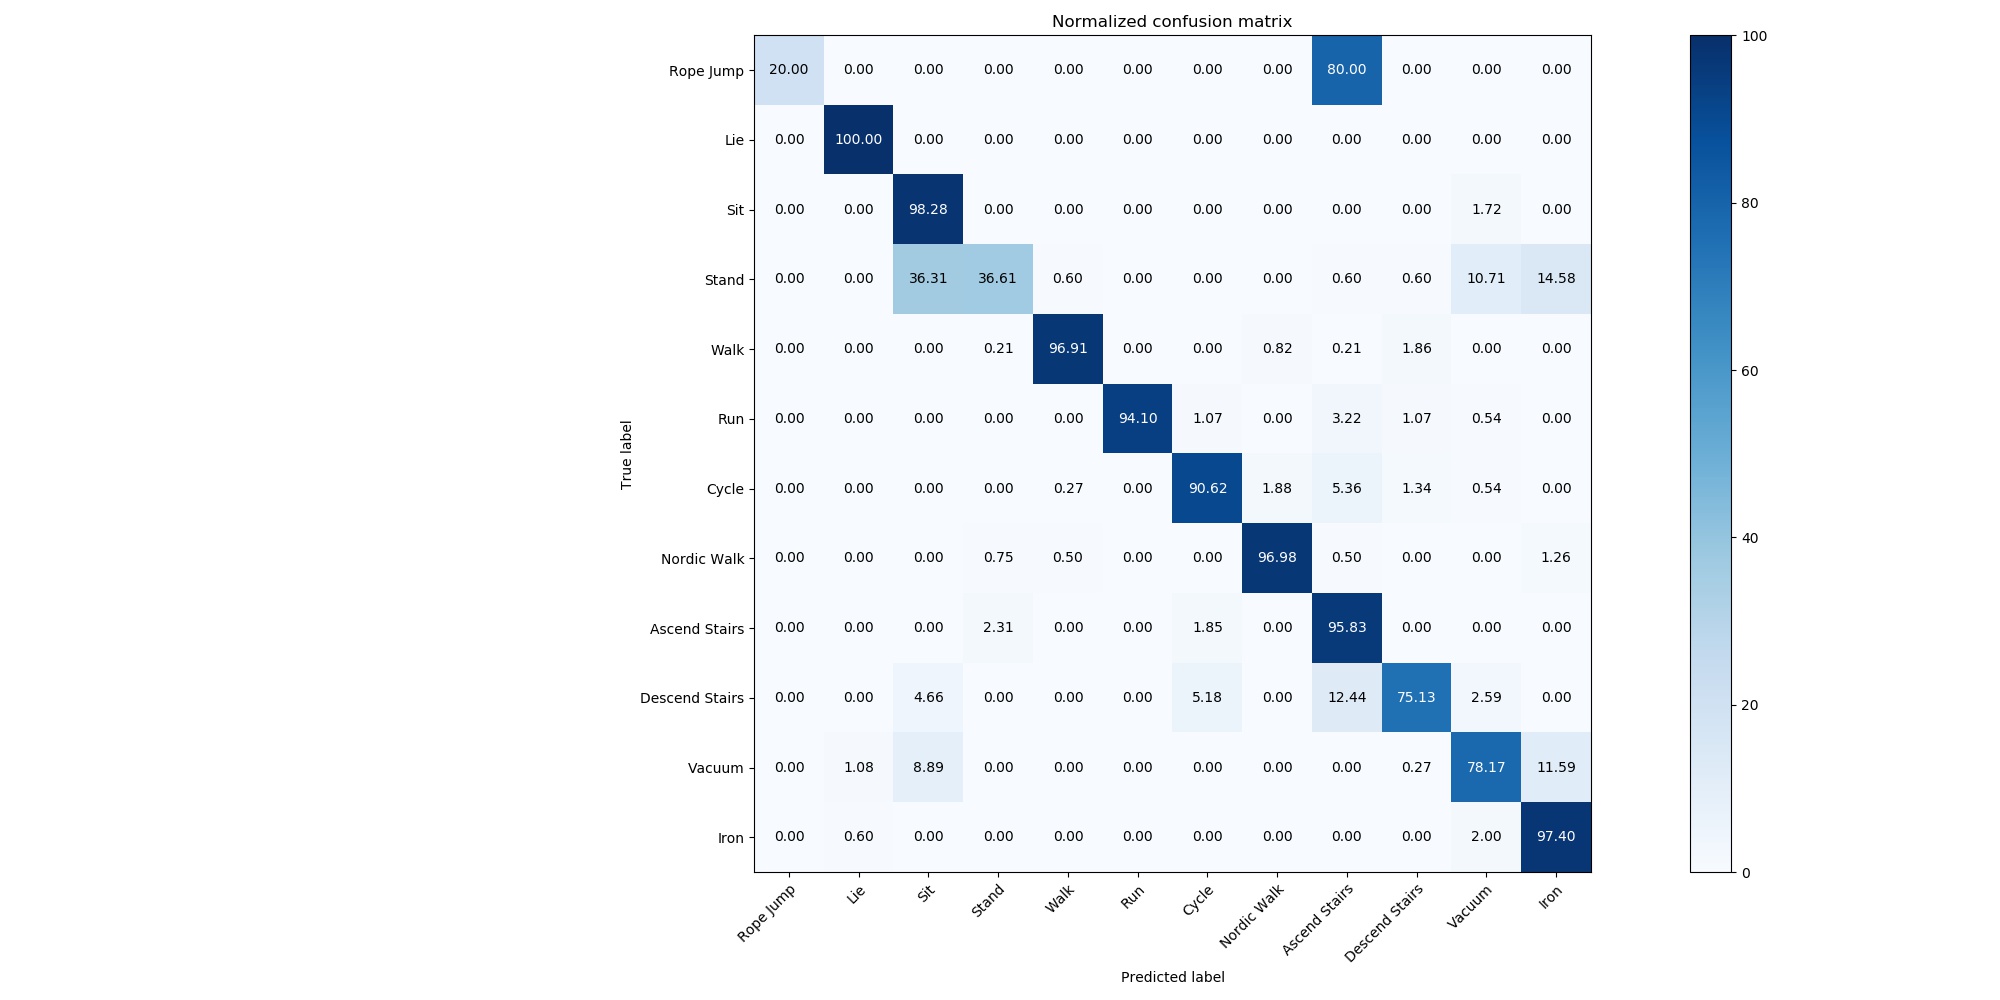 Normalized confusion matrix
Rope Jump 20.00 0.00 0.00 0.00 0.00 0.00 0.00 0.00 80.00 0.00 0.00 0.00
Lie 0.00 100.00 0.00 0.00 0.00 0.00 0.00 0.00 0.00 0.00 0.00 0.00
Sit 0.00 0.00 98.28 0.00 0.00 0.00 0.00 0.00 0.00 0.00 1.72 0.00
Stand 0.00 0.00 36.31 36.61 0.60 0.00 0.00 0.00 0.60 0.60 10.71 14.58
Walk 0.00 0.00 0.00 0.21 96.91 0.00 0.00 0.82 0.21 1.86 0.00 0.00
Run 0.00 0.00 0.00 0.00 0.00 94.10 1.07 0.00 3.22 1.07 0.54 0.00
Cycle 0.00 0.00 0.00 0.00 0.27 0.00 90.62 1.88 5.36 1.34 0.54 0.00
Nordic Walk 0.00 0.00 0.00 0.75 0.50 0.00 0.00 96.98 0.50 0.00 0.00 1.26
Ascend Stairs 0.00 0.00 0.00 2.31 0.00 0.00 1.85 0.00 95.83 0.00 0.00 0.00
Descend Stairs 0.00 0.00 4.66 0.00 0.00 0.00 5.18 0.00 12.44 75.13 2.59 0.00
Vacuum 0.00 1.08 8.89 0.00 0.00 0.00 0.00 0.00 0.00 0.27 78.17 11.59
Iron 0.00 0.60 0.00 0.00 0.00 0.00 0.00 0.00 0.00 0.00 2.00 97.40
Rope Jump Lie Sit Stand Walk Run Cycle Nordic Walk Ascend Stairs Descend Stairs Vacuum Iron
Predicted label
True label
100
80
60
40
20
0